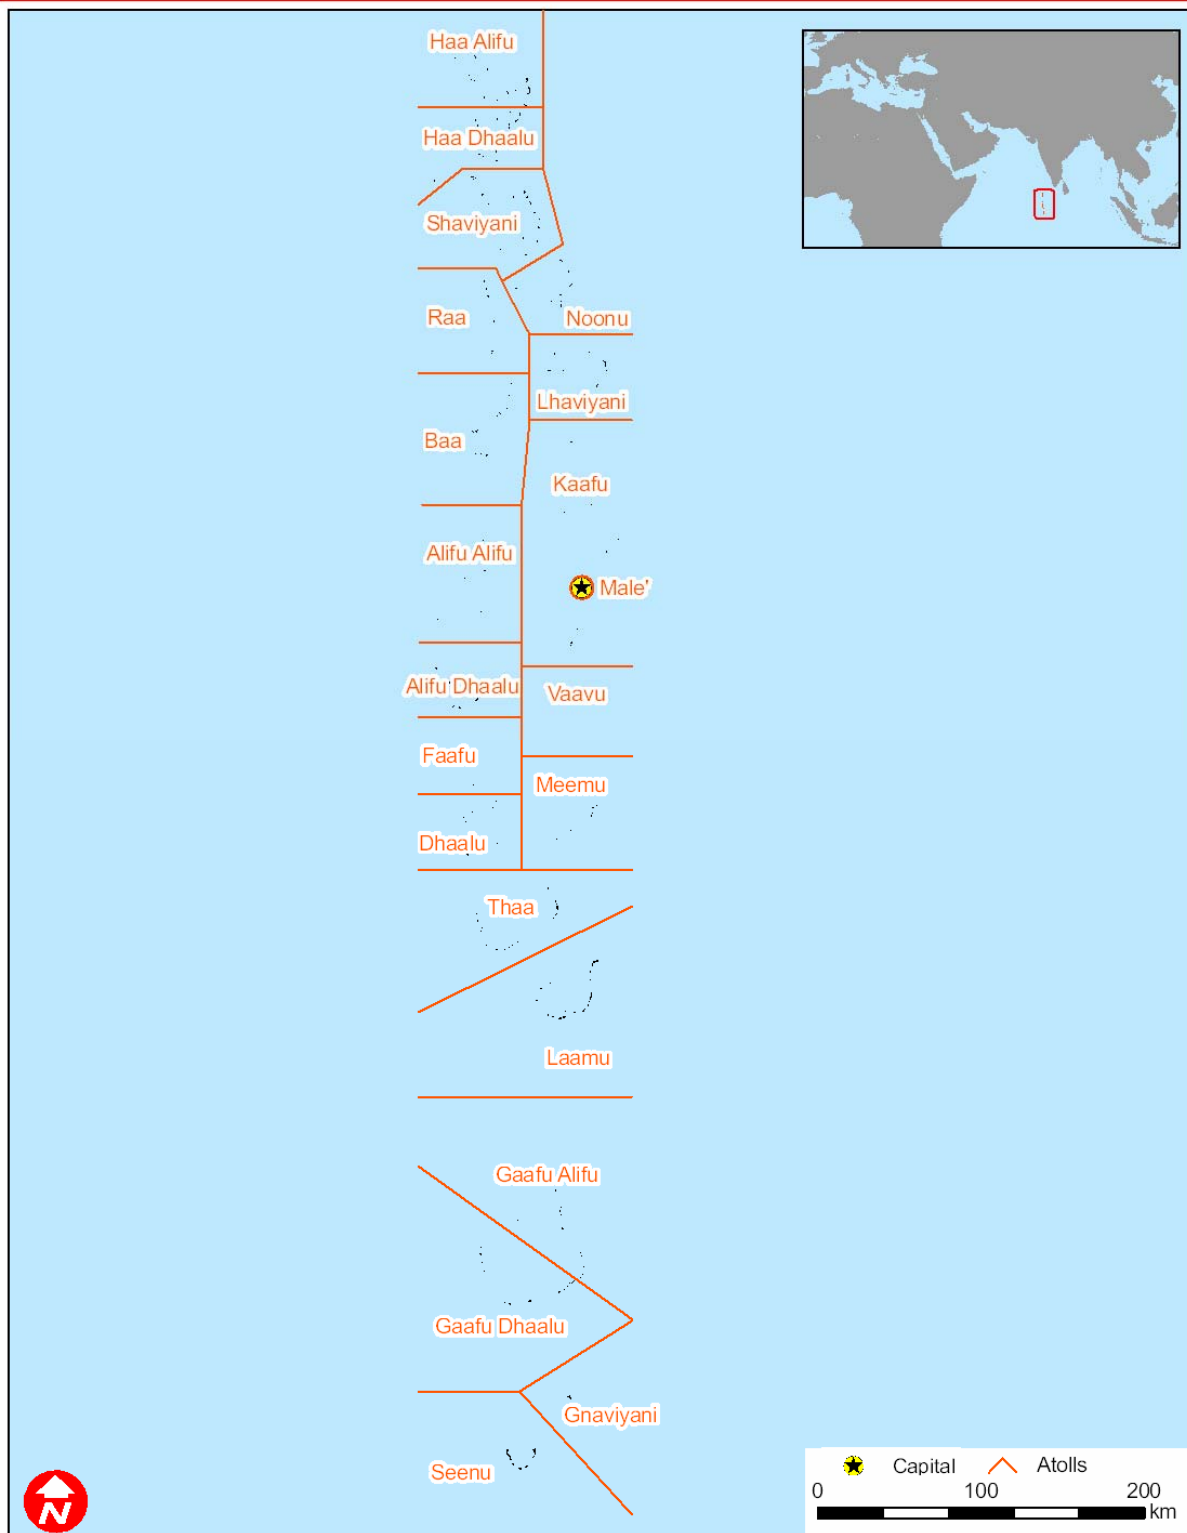 Haa Alifu
Haa Dhaalu
Shaviyani
Raa
Noonu
Lhaviyani
Baa
Kaafu
Alifu Alifu
Male'
Alifu Dhaalu
Vaavu
Faafu
Meemu
Dhaalu
Thaa
Laamu
Gaafu Alifu
Gaafu Dhaalu
Gnaviyani
Seenu
N
Capital
Atolls
0 100 200
km